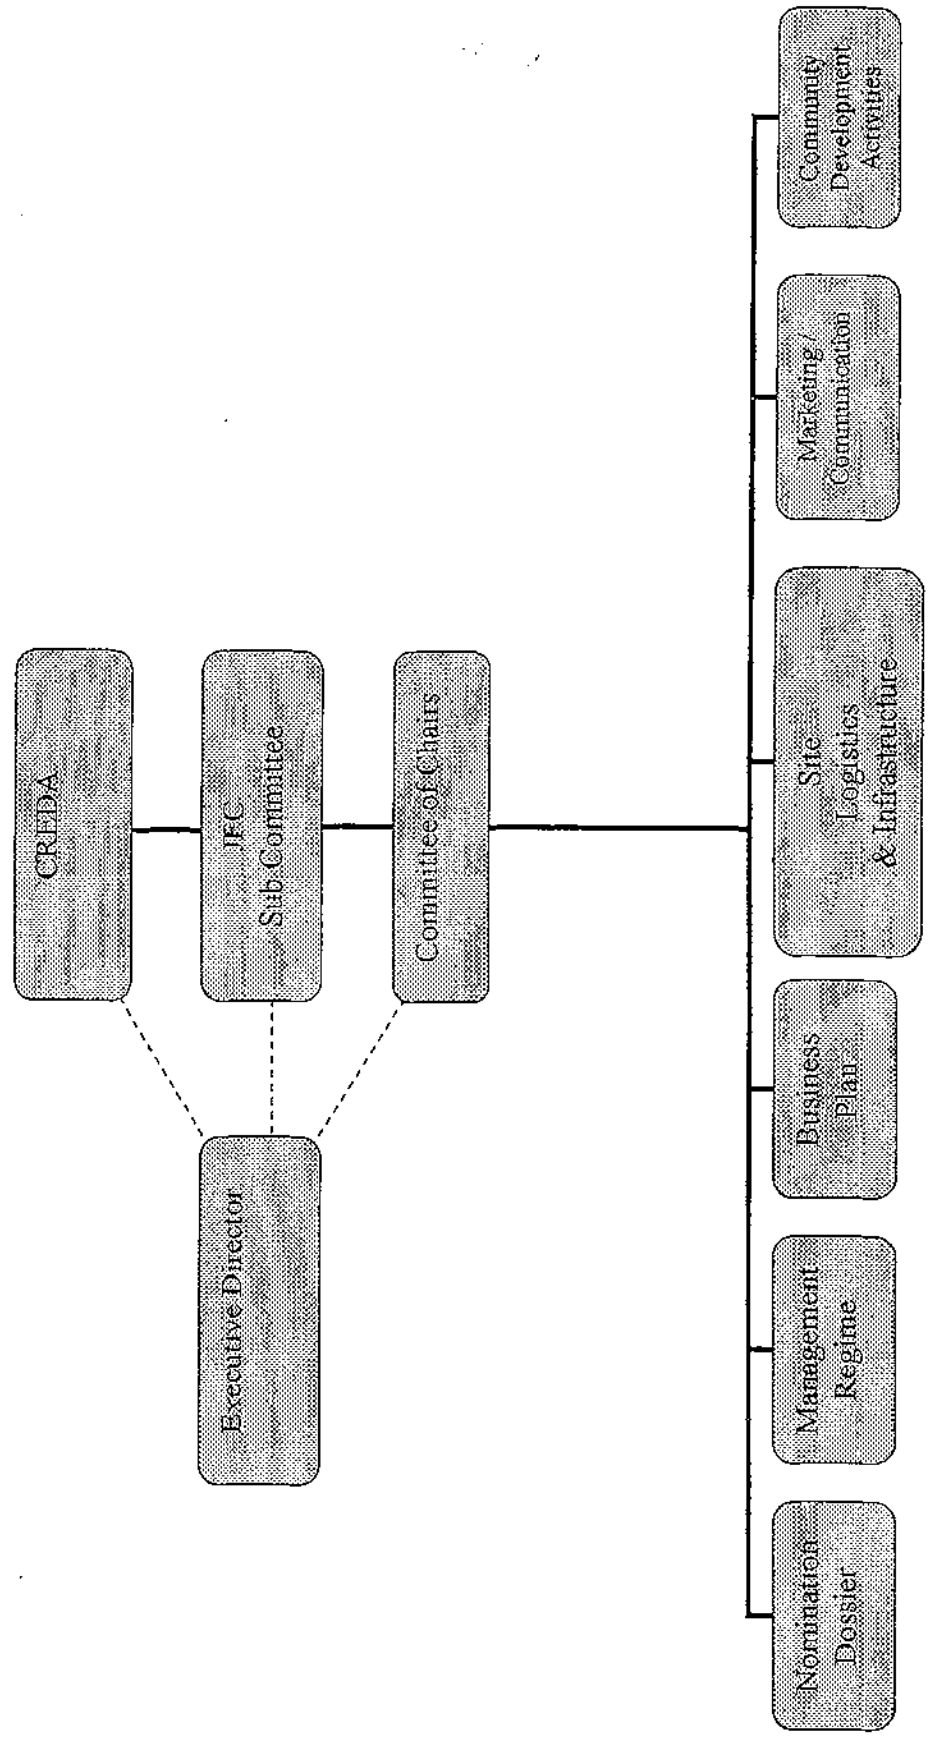 CREDA
JFC
Sub Committee
Executive Director
Committee of Chairs
Nomination
Dossier
Management
Regime
Business
Plan
Site
Logistics
& Infrastructure
Marketing /
Communication
Community
Development
Activities